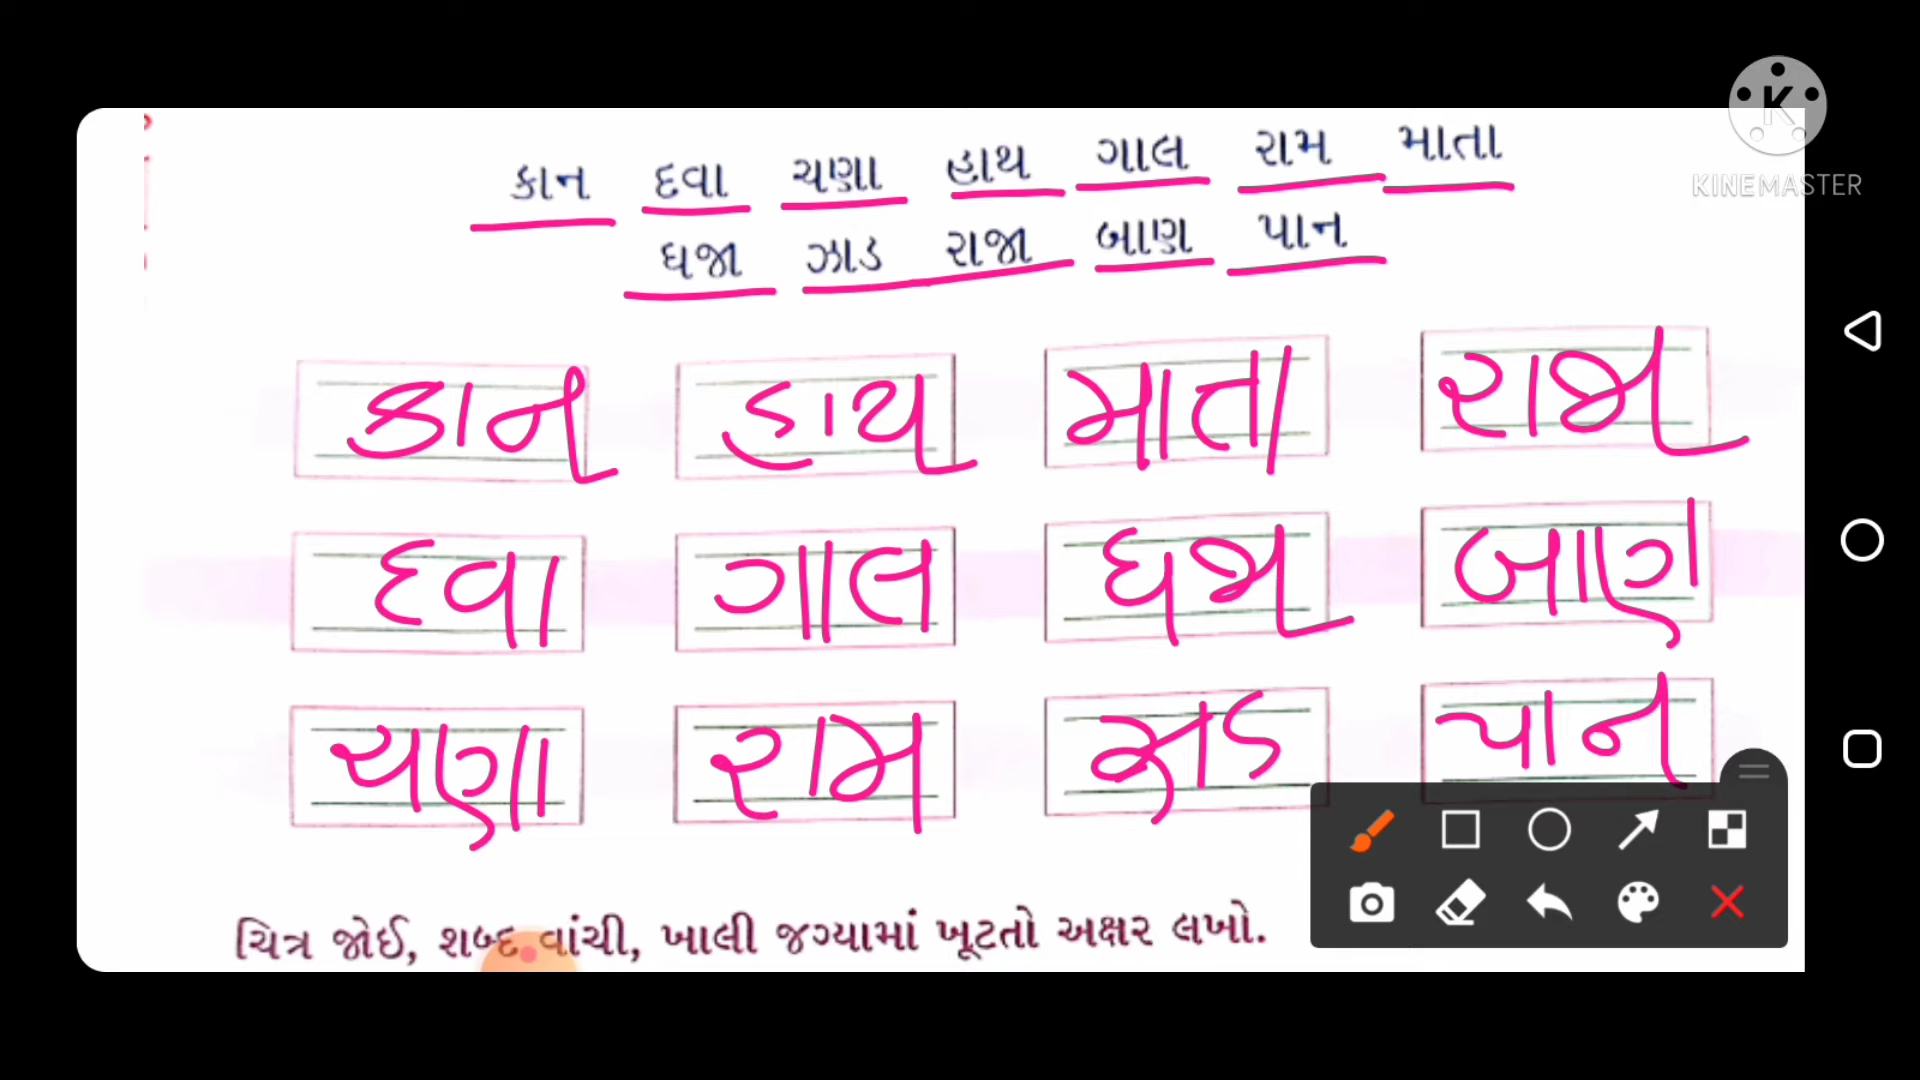 કાન દવા ચણા હાથ ગાલ રામ માતા
ધજા ઝાડ રાજા બાણ પાન
કાન હાથ માતા રાજા
દવા ગાલ ધજા બાણ
ચણા રામ ઝાડ પાન
ચિત્ર જોઈ, શબ્દ વાંચી, ખાલી જગ્યામાં ખૂટતો અક્ષર લખો.
K
KINEMASTER